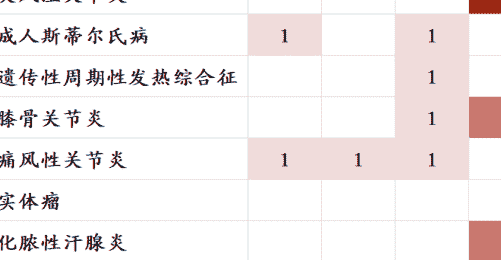 成人斯蒂尔氏病 1 1
遗传性周期性发热综合征 1
膝骨关节炎 1
痛风性关节炎 1 1 1
实体瘤
化脓性汗腺炎